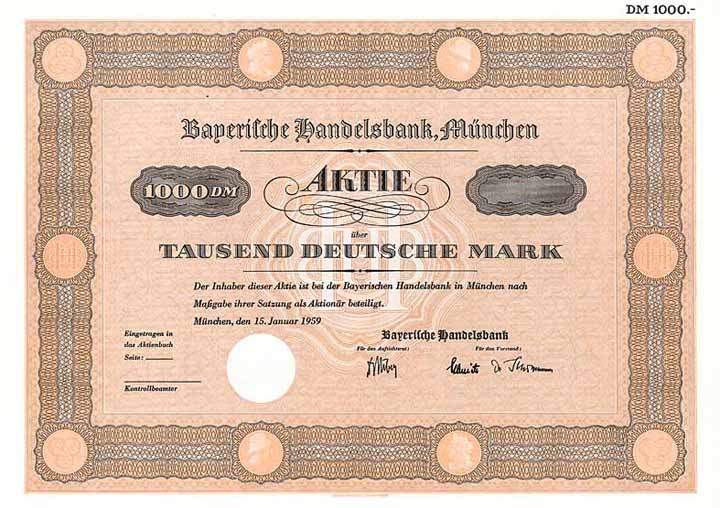 DM 1000.-
Bayerische Handelsbank, München
1000 DM
AKTIE
über
TAUSEND DEUTSCHE MARK
Der Inhaber dieser Aktie ist bei der Bayerischen Handelsbank in München nach
Maßgabe ihrer Satzung als Aktionär beteiligt.
München, den 15. Januar 1959
Eingetragen in
das Aktienbuch
Seite:
Kontrollbeamter
Bayerische Handelsbank
Für den Aufsichtsrat:
Für den Vorstand: